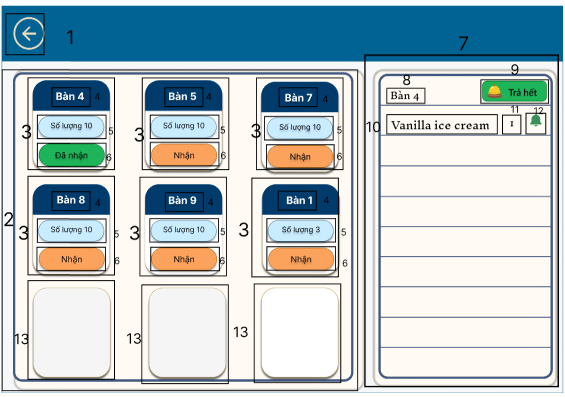 1
7
8
9
Bàn 4
Trả hết
10
Vanilla ice cream
11
1
12
2
3
Bàn 4
4
Số lượng 10
5
Đã nhận
6
3
Bàn 5
4
Số lượng 10
5
Nhận
6
3
Bàn 7
4
Số lượng 10
5
Nhận
6
3
Bàn 8
4
Số lượng 10
5
Nhận
6
3
Bàn 9
4
Số lượng 10
5
Nhận
6
3
Bàn 1
4
Số lượng 3
5
Nhận
6
13
13
13